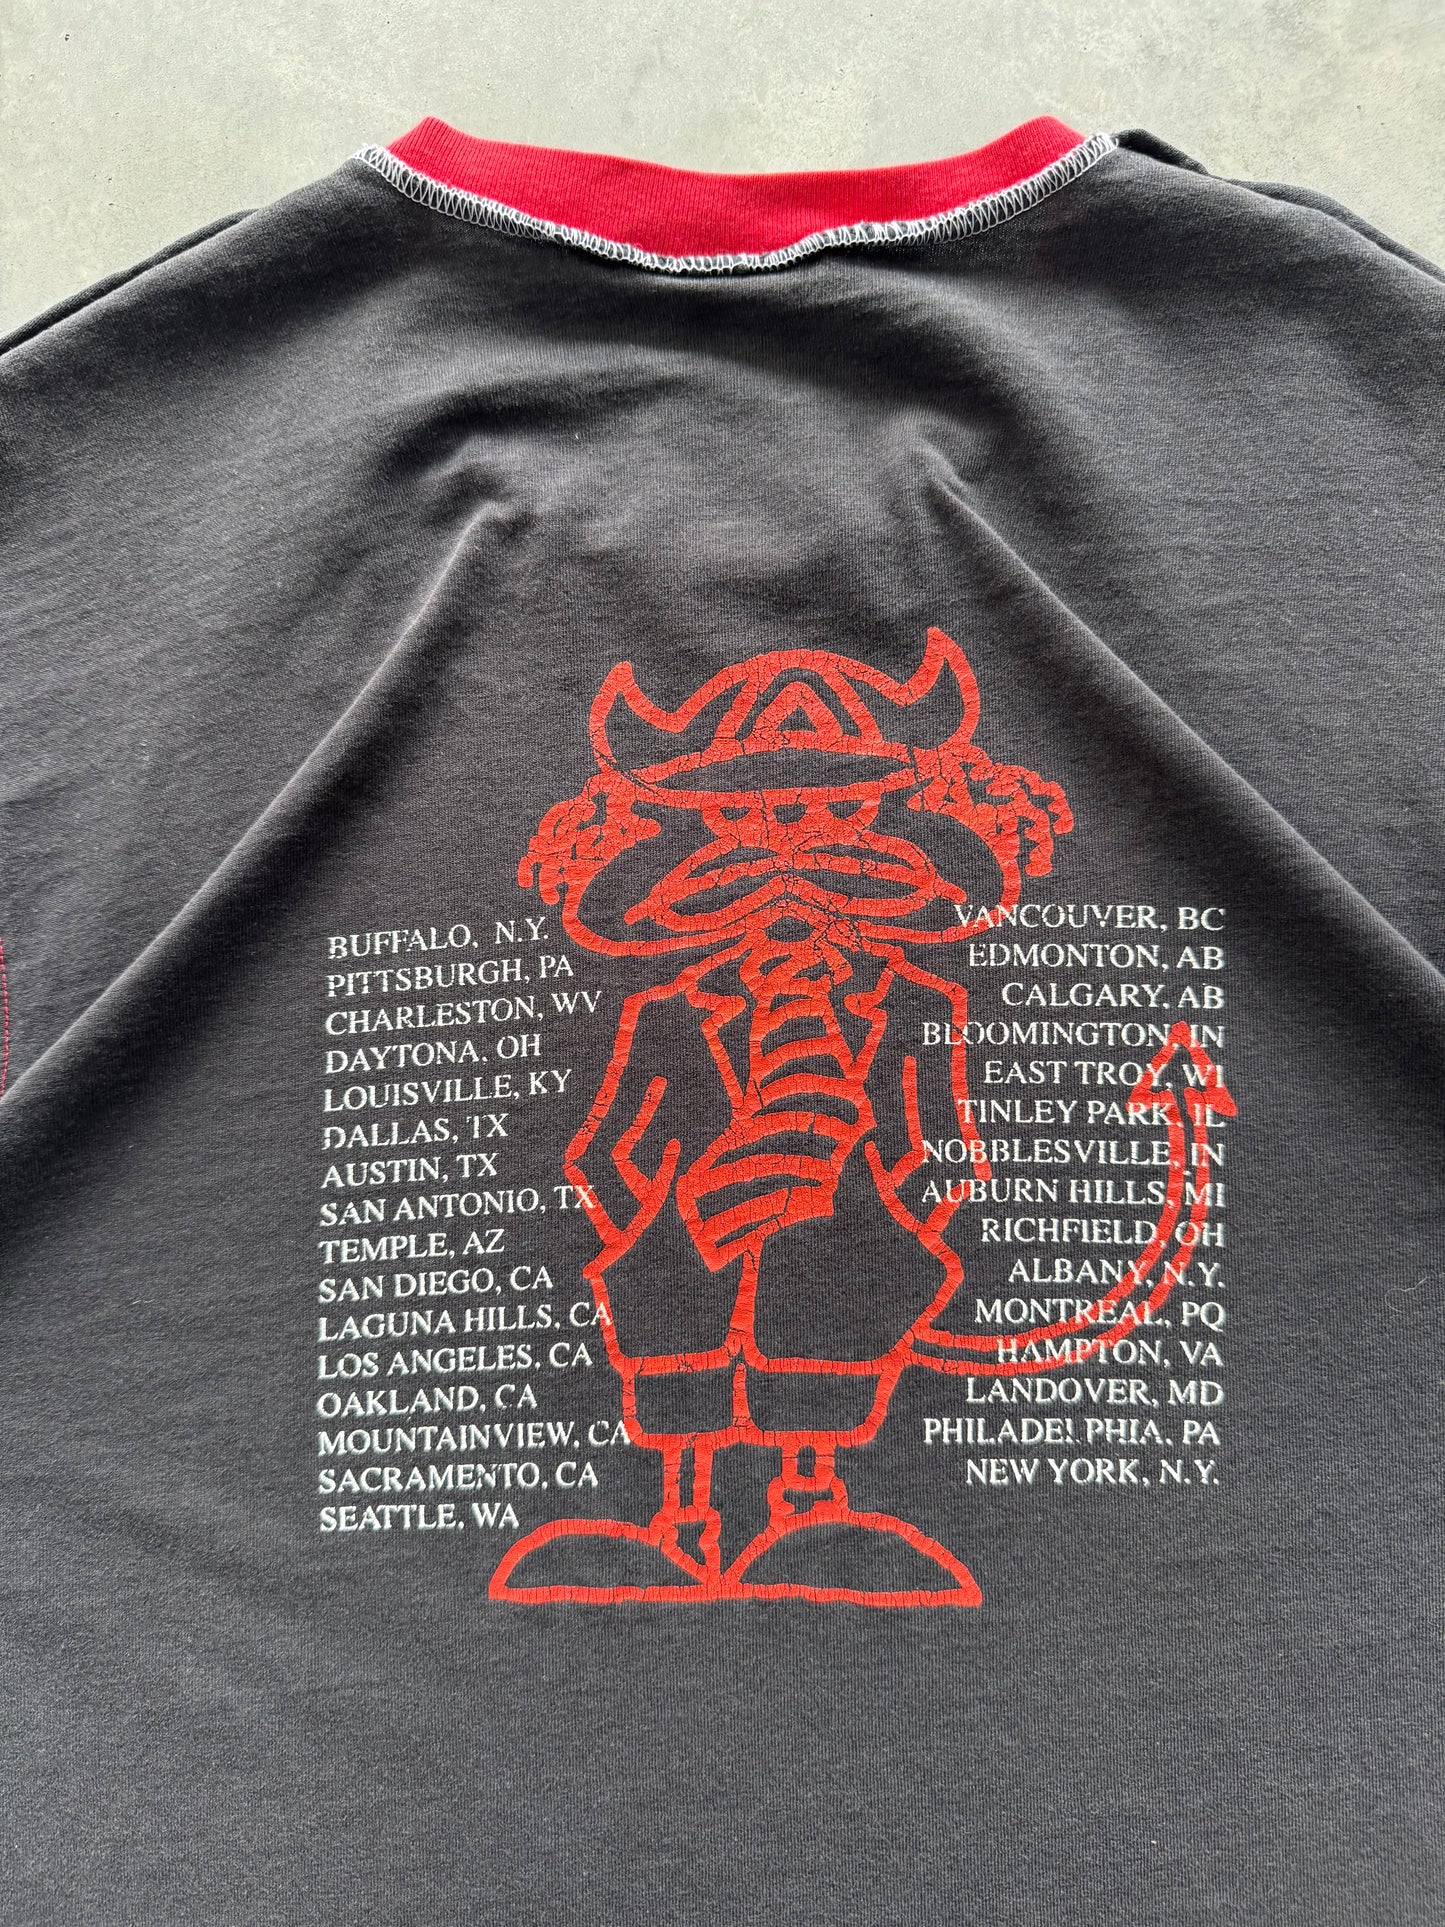 BUFFALO, N.Y.
PITTSBURGH, PA
CHARLESTON, WV
DAYTONA, OH
LOUISVILLE, KY
DALLAS, TX
AUSTIN, TX
SAN ANTONIO, TX
TEMPLE, AZ
SAN DIEGO, CA
LAGUNA HILLS, CA
LOS ANGELES, CA
OAKLAND, CA
MOUNTAINVIEW, CA
SACRAMENTO, CA
SEATTLE, WA
VANCOUVER, BC
EDMONTON, AB
CALGARY, AB
BLOOMINGTON, IN
EAST TROY, WI
TINLEY PARK, IL
NOBBLESVILLE, IN
AUBURN HILLS, MI
RICHFIELD, OH
ALBANY, N.Y.
MONTREAL, PQ
HAMPTON, VA
LANDOVER, MD
PHILADELPHIA, PA
NEW YORK, N.Y.